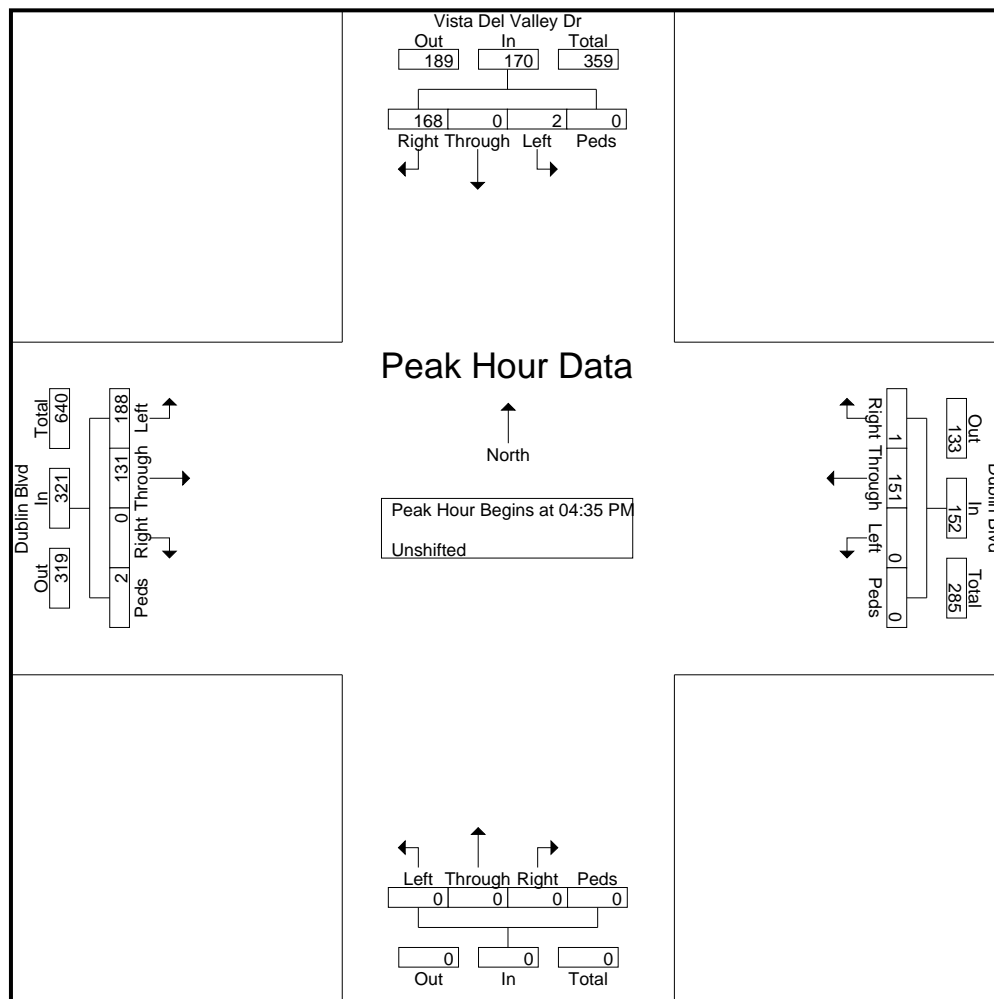 Vista Del Valley Dr
Out In Total
189 170 359
168 0 2 0
Right Through Left Peds
Peak Hour Data
North
Peak Hour Begins at 04:35 PM
Unshifted
Dublin Blvd
Total In Out
640 321 319
188 131 0 2
Left Through Right Peds
Right Through Left Peds
1 151 0 0
Out In Total
133 152 285
Dublin Blvd
Left Through Right Peds
0 0 0 0
0 0 0
Out In Total